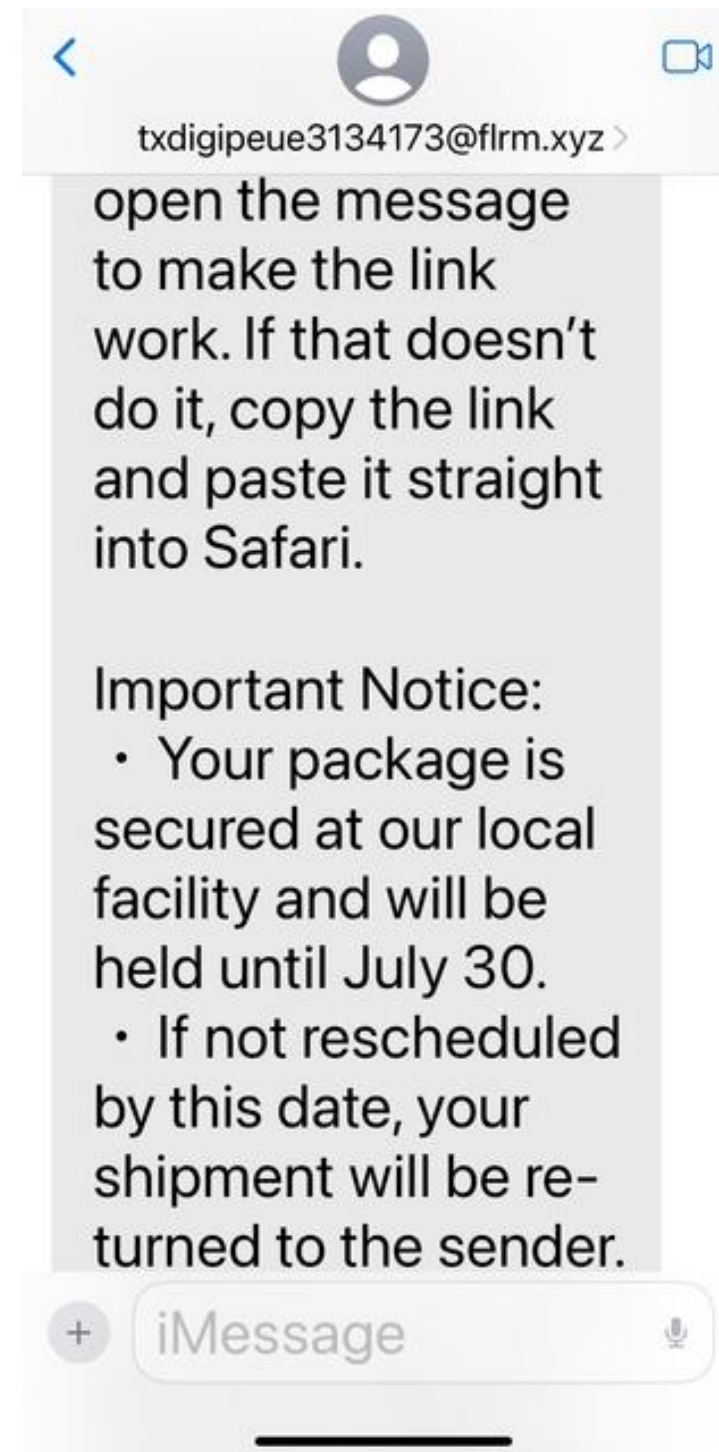 txdigipeue3134173@flrm.xyz
open the message
to make the link
work. If that doesn’t
do it, copy the link
and paste it straight
into Safari.
Important Notice:
· Your package is
secured at our local
facility and will be
held until July 30.
· If not rescheduled
by this date, your
shipment will be re-
turned to the sender.
iMessage